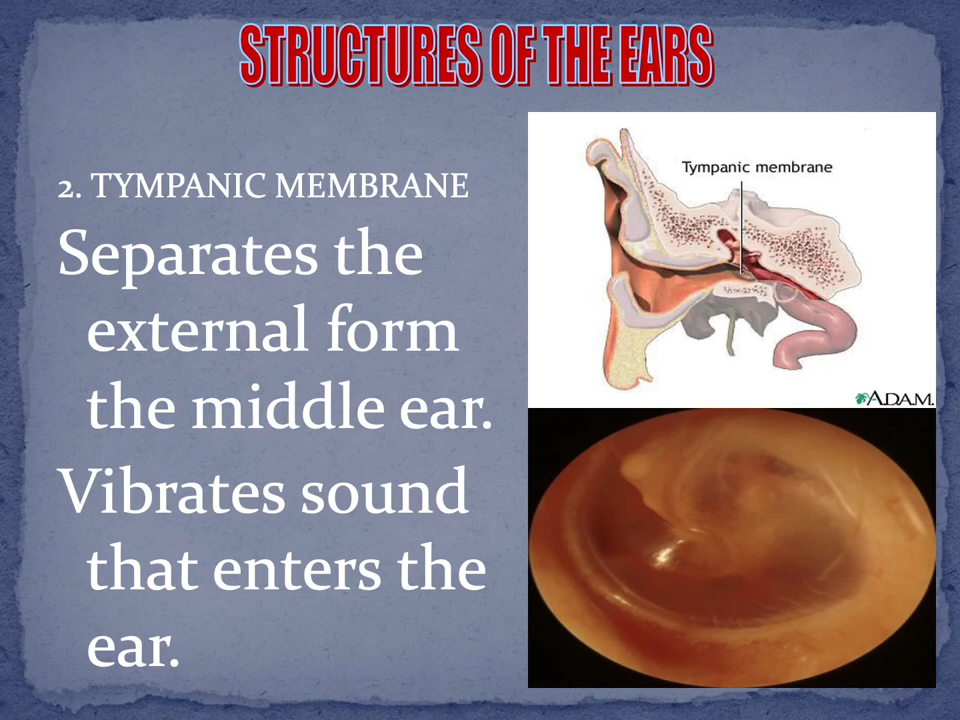 STRUCTURES OF THE EARS
2. TYMPANIC MEMBRANE
Separates the
external form
the middle ear.
Vibrates sound
that enters the
ear.
Tympanic membrane
ADAM.